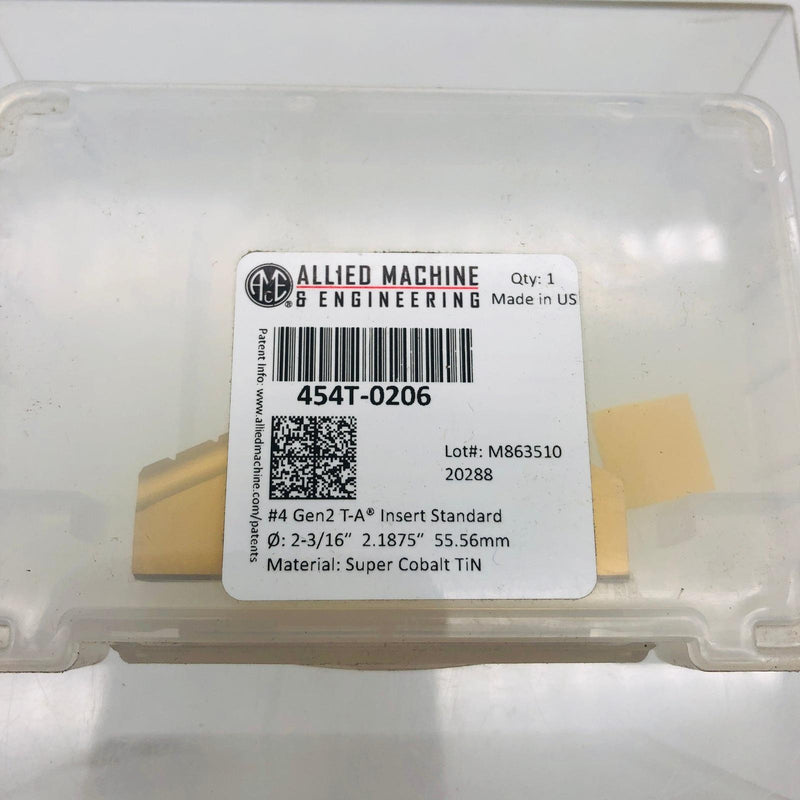 AMEC
ALLIED MACHINE
& ENGINEERING
®
Qty: 1
Made in US
Patent Info: www.alliedmachine.com/patents
454T-0206
Lot#: M863510
20288
#4 Gen2 T-A® Insert Standard
Ø: 2-3/16” 2.1875” 55.56mm
Material: Super Cobalt TiN